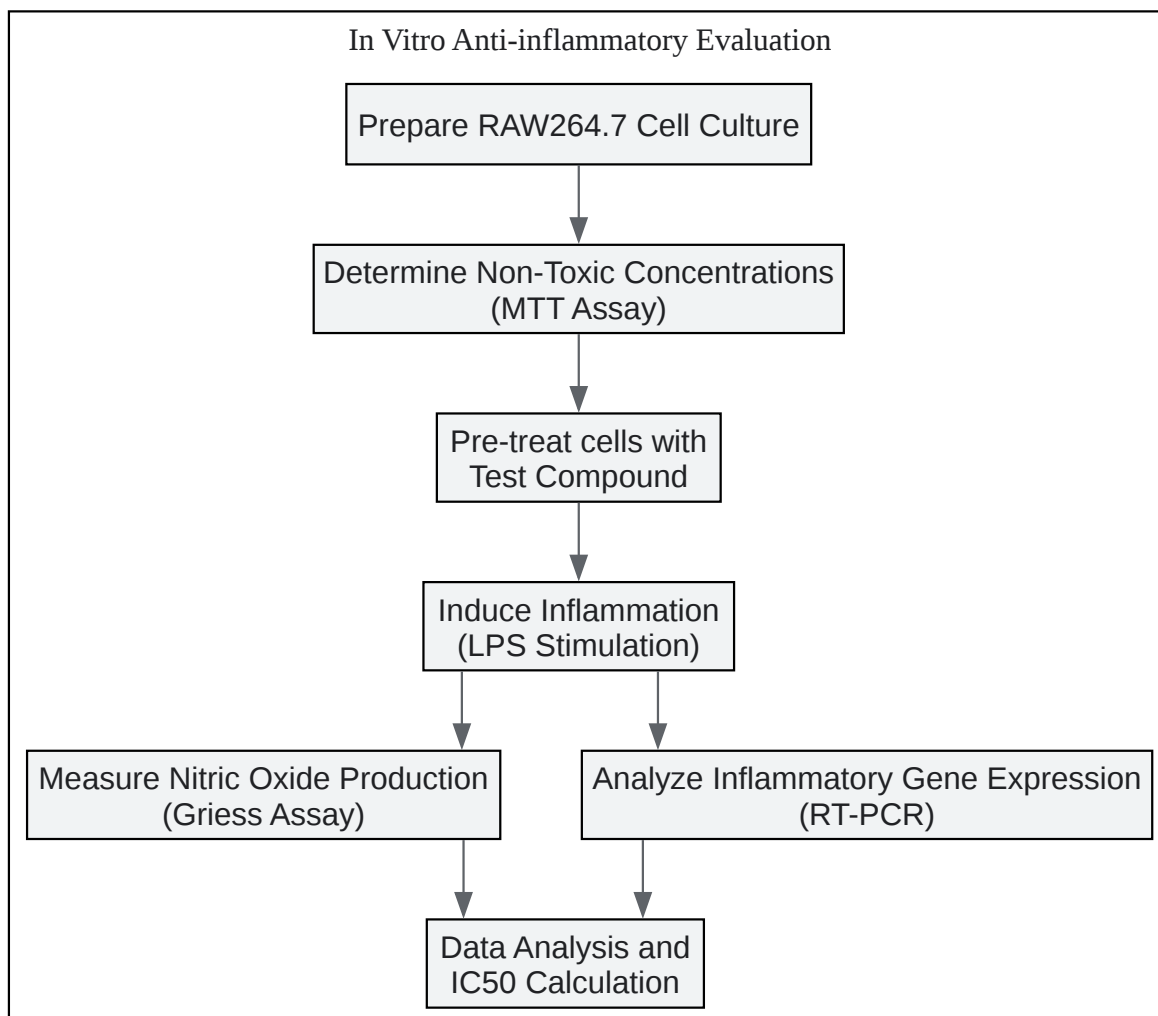 In Vitro Anti-inflammatory Evaluation
Prepare RAW264.7 Cell Culture
Determine Non-Toxic Concentrations
(MTT Assay)
Pre-treat cells with
Test Compound
Induce Inflammation
(LPS Stimulation)
Measure Nitric Oxide Production
(Griess Assay)
Analyze Inflammatory Gene Expression
(RT-PCR)
Data Analysis and
IC50 Calculation